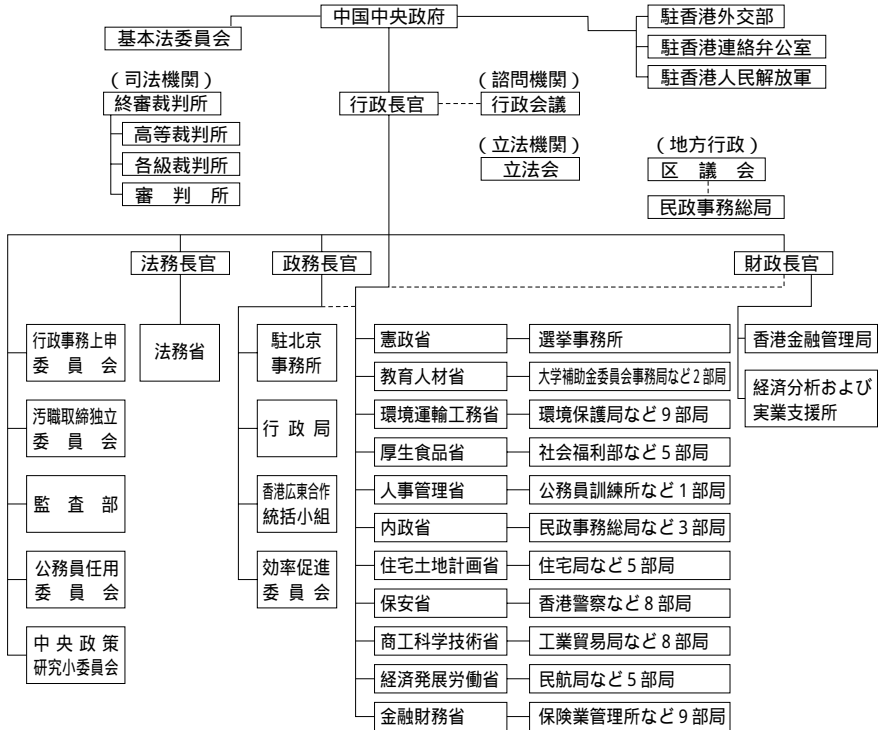 中国中央政府
基本法委員会
駐香港外交部
駐香港連絡弁公室
駐香港人民解放軍
（司法機関）
終審裁判所
高等裁判所
各級裁判所
審 判 所
行政長官
（諮問機関）
行政会議
（立法機関）
立法会
（地方行政）
区 議 会
民政事務総局
法務長官
政務長官
財政長官
行政事務上申
委 員 会
汚職取締独立
委 員 会
監 査 部
公務員任用
委 員 会
中 央 政 策
研究小委員会
法務省
駐北京
事務所
行 政 局
香港広東合作
統括小組
効率促進
委 員 会
憲政省
選挙事務所
教育人材省
大学補助金委員会事務局など２部局
環境運輸工務省
環境保護局など９部局
厚生食品省
社会福利部など５部局
人事管理省
公務員訓練所など１部局
内政省
民政事務総局など３部局
住宅土地計画省
住宅局など５部局
保安省
香港警察など８部局
商工科学技術省
工業貿易局など８部局
経済発展労働省
民航局など５部局
金融財務省
保険業管理所など９部局
香港金融管理局
経済分析および
実業支援所